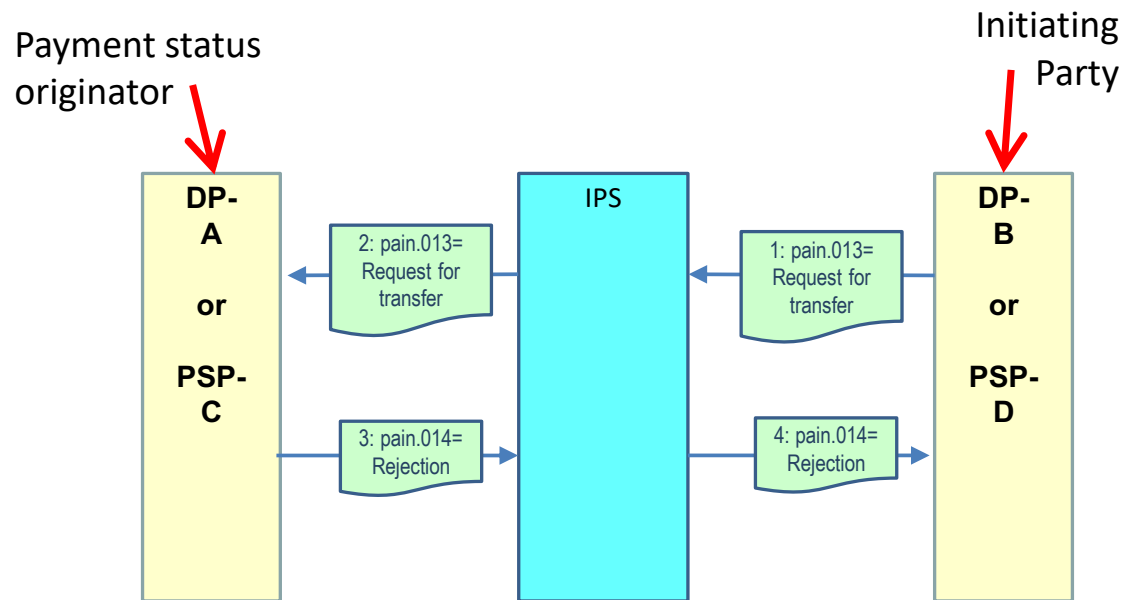 Payment status
originator
Initiating
Party
DP-
A
or
PSP-
C
IPS
DP-
B
or
PSP-
D
2: pain.013=
Request for
transfer
1: pain.013=
Request for
transfer
3: pain.014=
Rejection
4: pain.014=
Rejection